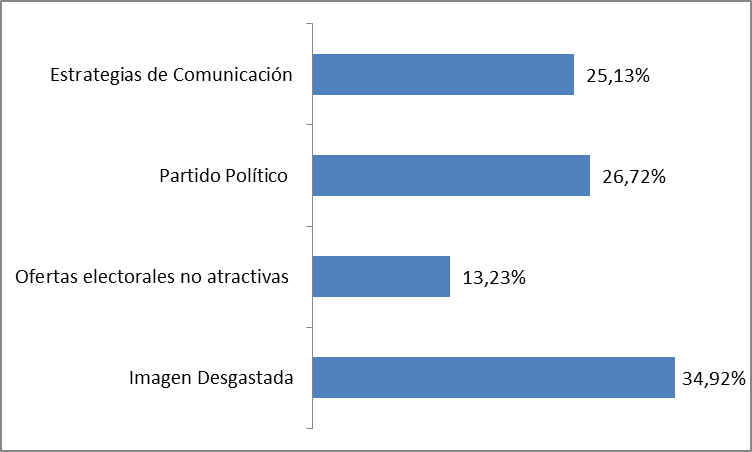 Estrategias de Comunicación 25,13%
Partido Político 26,72%
Ofertas electorales no atractivas 13,23%
Imagen Desgastada 34,92%